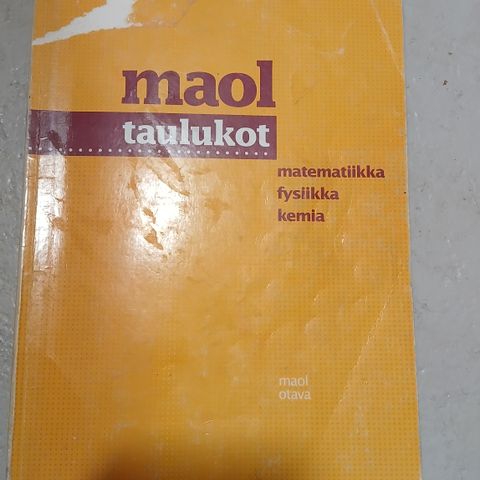 maol
taulukot
matematiikka
fysiikka
kemia
maol
otava